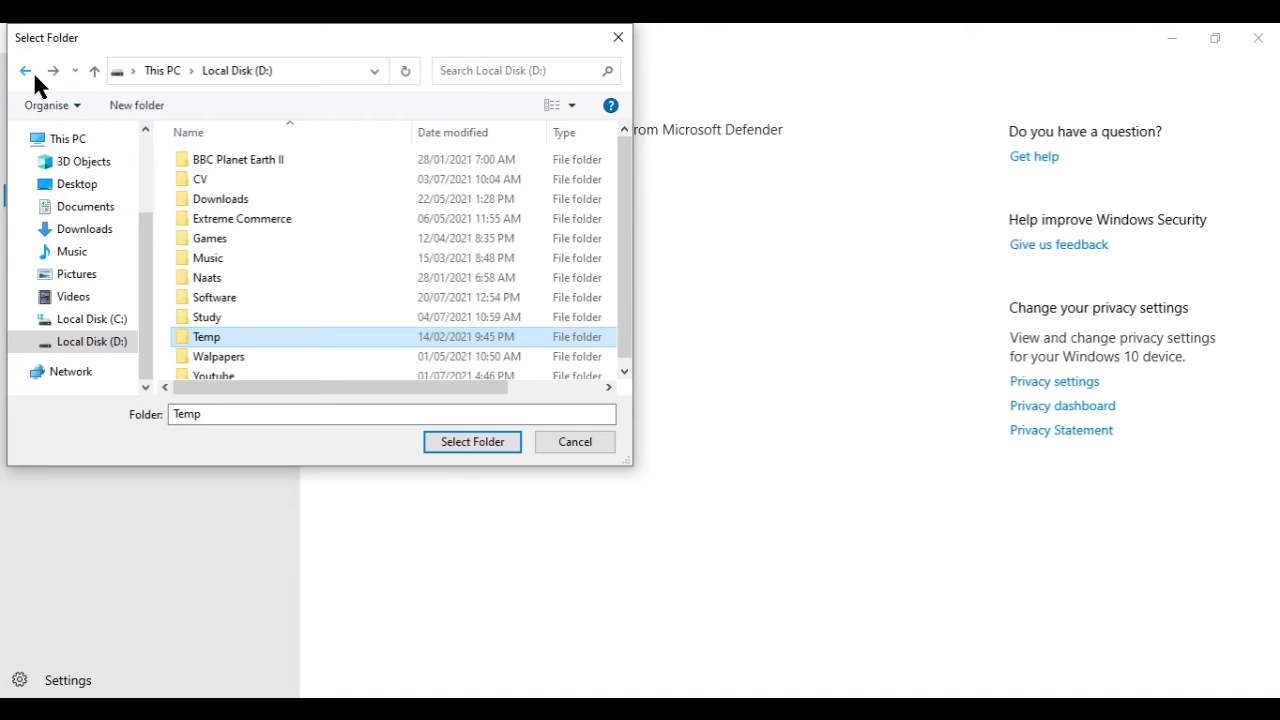 Select Folder
This PC › Local Disk (D:)
Search Local Disk (D:)
Organise
New folder
This PC
3D Objects
Desktop
Documents
Downloads
Music
Pictures
Videos
Local Disk (C:)
Local Disk (D:)
Network
Name Date modified Type
BBC Planet Earth II 28/01/2021 7:00 AM File folder
CV 03/07/2021 10:04 AM File folder
Downloads 22/05/2021 1:28 PM File folder
Extreme Commerce 06/05/2021 11:55 AM File folder
Games 12/04/2021 8:35 PM File folder
Music 15/03/2021 8:48 PM File folder
Naats 28/01/2021 6:58 AM File folder
Software 20/07/2021 12:54 PM File folder
Study 04/07/2021 10:59 AM File folder
Temp 14/02/2021 9:45 PM File folder
Walpapers 01/05/2021 10:50 AM File folder
Youtube 01/07/2021 4:46 PM File folder
Folder: Temp
Select Folder
Cancel
rom Microsoft Defender
Do you have a question?
Get help
Help improve Windows Security
Give us feedback
Change your privacy settings
View and change privacy settings
for your Windows 10 device.
Privacy settings
Privacy dashboard
Privacy Statement
Settings